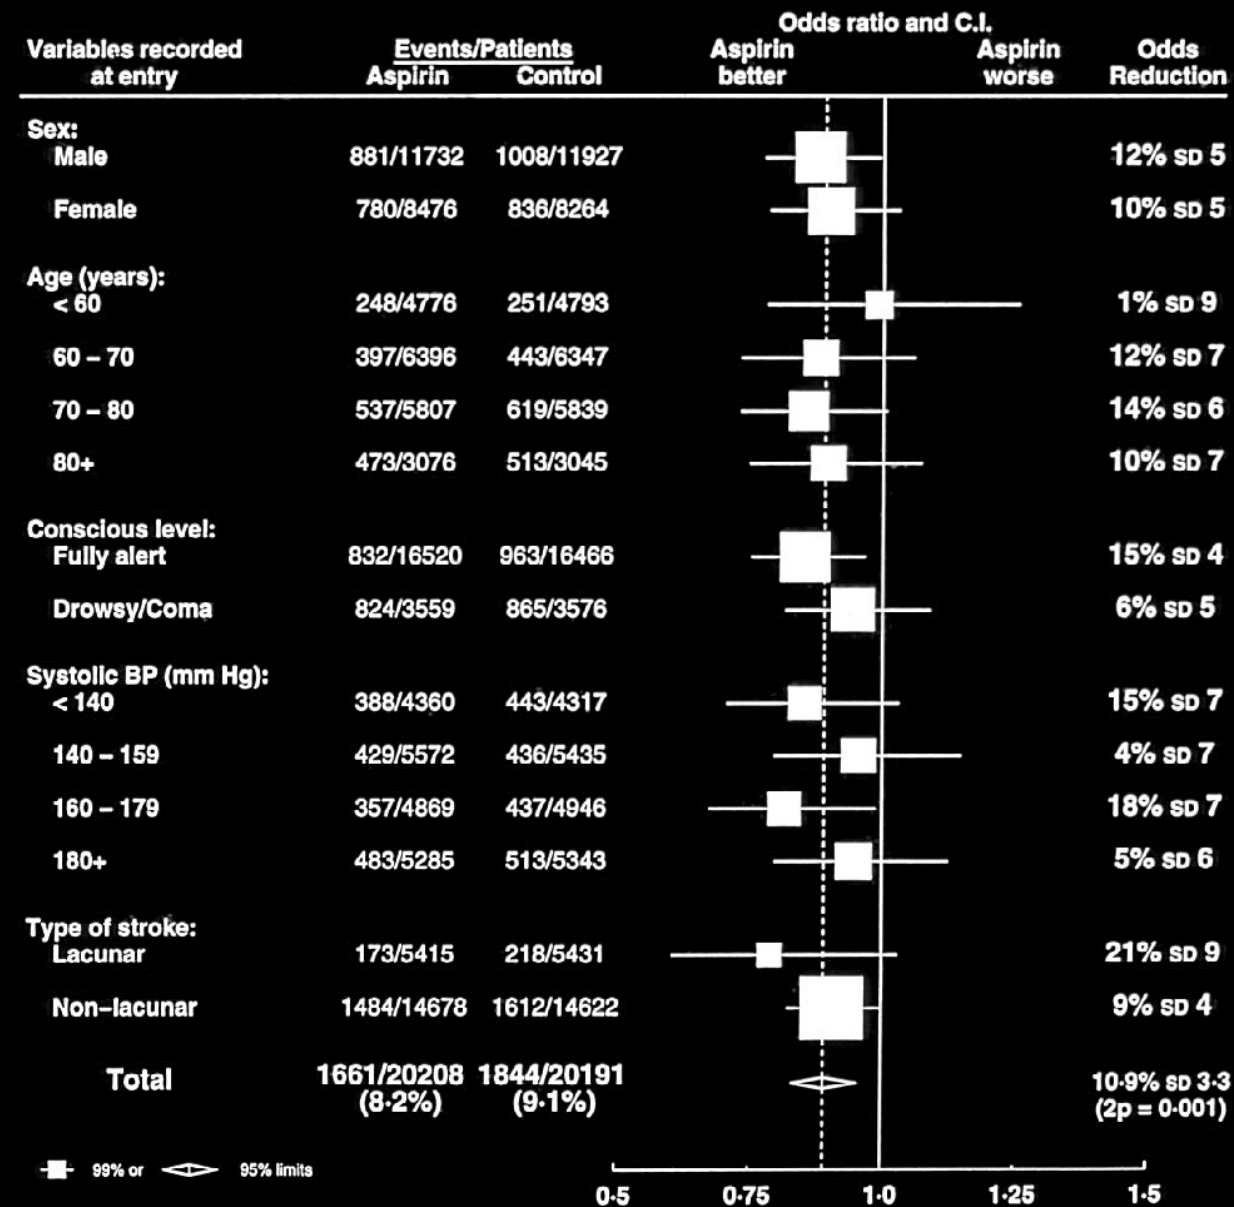 Odds ratio and C.I.
Variables recorded Events/Patients Aspirin Aspirin Odds
at entry Aspirin Control better worse Reduction
Sex:
Male 881/11732 1008/11927 12% SD 5
Female 780/8476 836/8264 10% SD 5
Age (years):
< 60 248/4776 251/4793 1% SD 9
60 – 70 397/6396 443/6347 12% SD 7
70 – 80 537/5807 619/5839 14% SD 6
80+ 473/3076 513/3045 10% SD 7
Conscious level:
Fully alert 832/16520 963/16466 15% SD 4
Drowsy/Coma 824/3559 865/3576 6% SD 5
Systolic BP (mm Hg):
< 140 388/4360 443/4317 15% SD 7
140 – 159 429/5572 436/5435 4% SD 7
160 – 179 357/4869 437/4946 18% SD 7
180+ 483/5285 513/5343 5% SD 6
Type of stroke:
Lacunar 173/5415 218/5431 21% SD 9
Non–lacunar 1484/14678 1612/14622 9% SD 4
Total 1661/20208 1844/20191 10·9% SD 3·3
(8·2%) (9·1%) (2p = 0·001)
99% or 95% limits
0·5 0·75 1·0 1·25 1·5